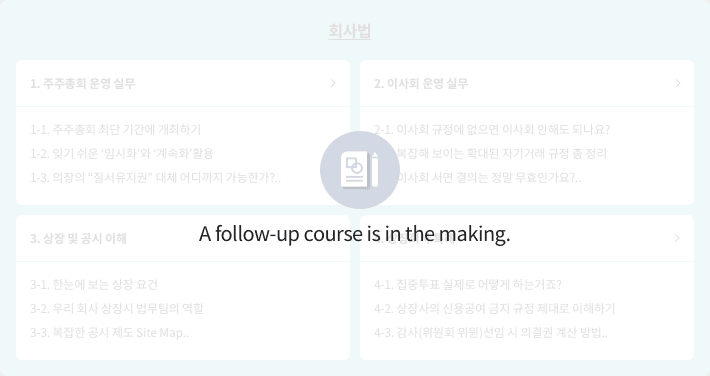 회사법
1. 주주총회 운영 실무
1-1. 주주총회 최단 기간에 개최하기
1-2. 잊기 쉬운 '임시화'와 '계속화'활용
1-3. 의장의 "질서유지권" 대체 어디까지 가능한가?..
2. 이사회 운영 실무
2-1. 이사회 규정에 없으면 이사회 안해도 되나요?
복잡해 보이는 확대된 자기거래 규정 총 정리
이사회 서면 결의는 정말 무효인가요?..
A follow-up course is in the making.
3. 상장 및 공시 이해
3-1. 한눈에 보는 상장 요건
3-2. 우리 회사 상장시 법무팀의 역할
3-3. 복잡한 공시 제도 Site Map..
4-1. 집중투표 실제로 어떻게 하는거죠?
4-2. 상장사의 신용공여 금지 규정 제대로 이해하기
4-3. 감사(위원회 위원)선임 시 의결권 계산 방법..